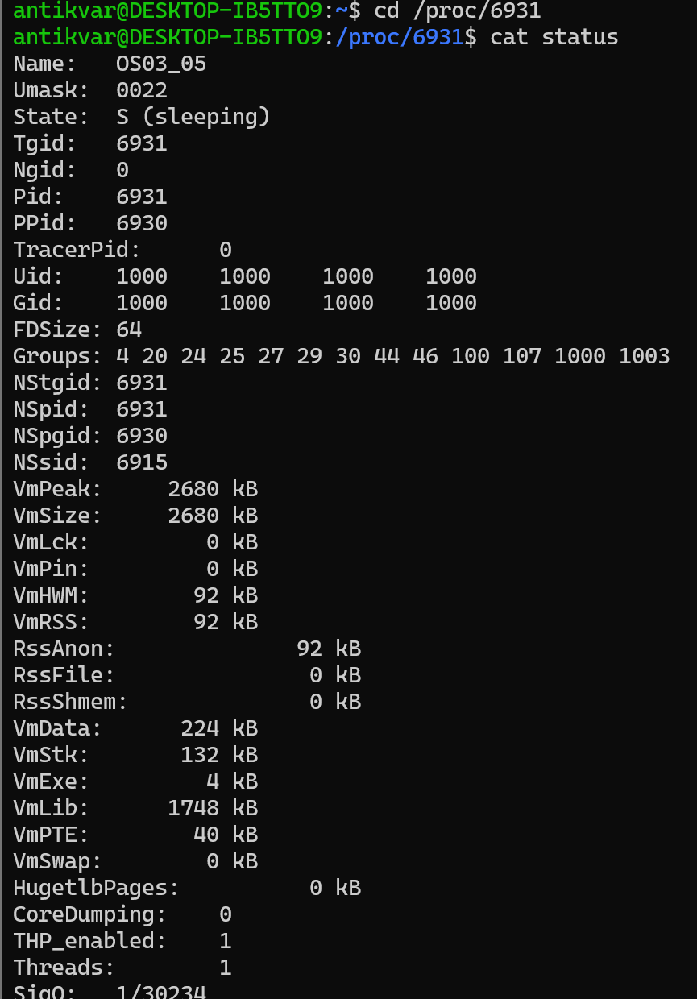 antikvar@DESKTOP-IB5TTO9:~$ cd /proc/6931
antikvar@DESKTOP-IB5TTO9:/proc/6931$ cat status
Name:   OS03_05
Umask:  0022
State:  S (sleeping)
Tgid:   6931
Ngid:   0
Pid:    6931
PPid:   6930
TracerPid:      0
Uid:    1000    1000    1000    1000
Gid:    1000    1000    1000    1000
FDSize: 64
Groups: 4 20 24 25 27 29 30 44 46 100 107 1000 1003
NStgid: 6931
NSpid:  6931
NSpgid: 6930
NSsid:  6915
VmPeak:     2680 kB
VmSize:     2680 kB
VmLck:         0 kB
VmPin:         0 kB
VmHWM:        92 kB
VmRSS:        92 kB
RssAnon:              92 kB
RssFile:               0 kB
RssShmem:              0 kB
VmData:      224 kB
VmStk:       132 kB
VmExe:         4 kB
VmLib:      1748 kB
VmPTE:        40 kB
VmSwap:        0 kB
HugetlbPages:          0 kB
CoreDumping:    0
THP_enabled:    1
Threads:        1
SigQ:   1/30234